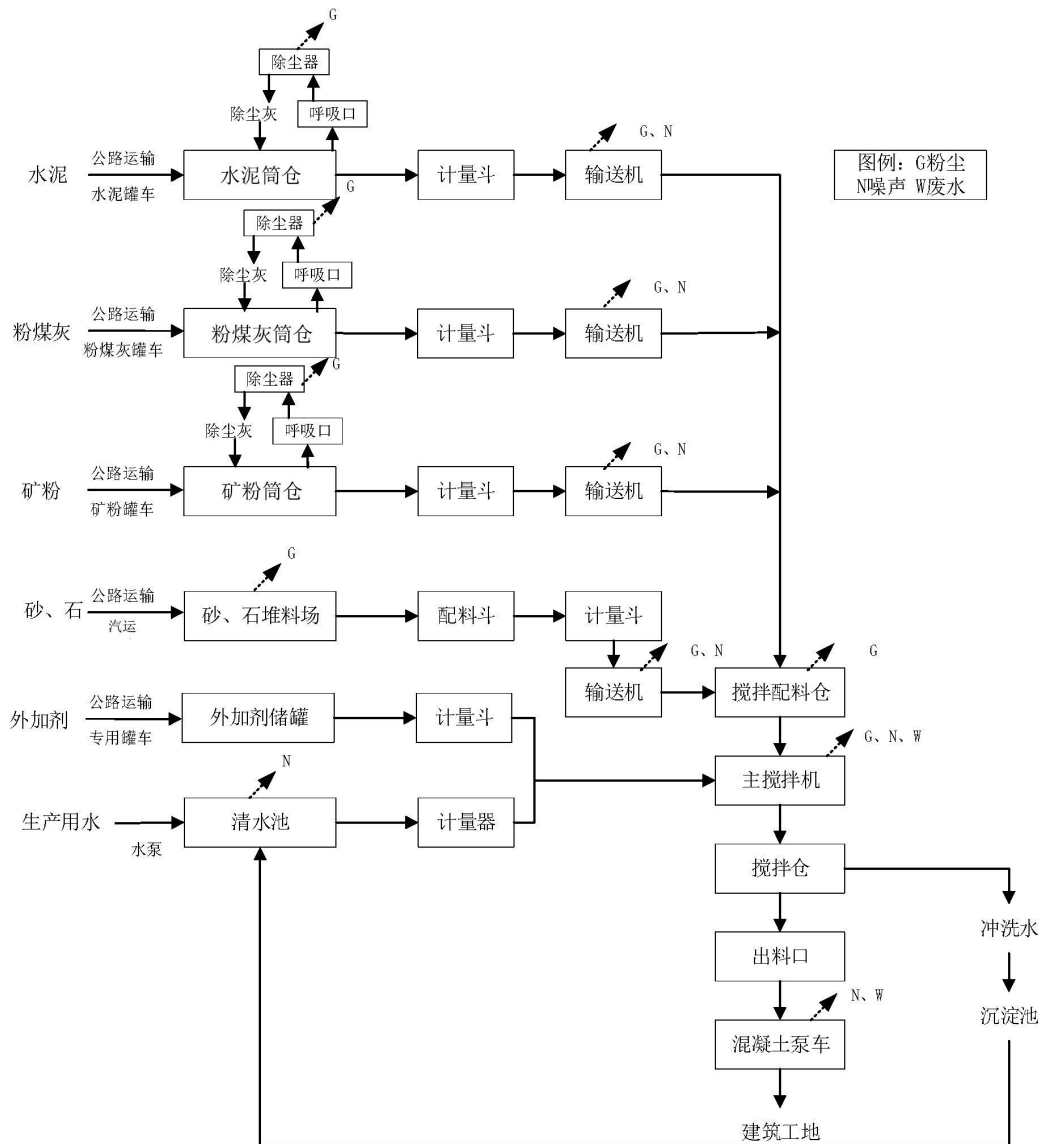 G
除尘器
除尘灰
呼吸口
G、N
水泥
公路运输
水泥罐车
水泥筒仓
计量斗
输送机
图例：G粉尘
N噪声 W废水
G
除尘器
除尘灰
呼吸口
G、N
粉煤灰
公路运输
粉煤灰罐车
粉煤灰筒仓
计量斗
输送机
G
除尘器
除尘灰
呼吸口
G、N
矿粉
公路运输
矿粉罐车
矿粉筒仓
计量斗
输送机
G
砂、石
公路运输
汽运
砂、石堆料场
配料斗
计量斗
G、N
输送机
G
搅拌配料仓
外加剂
公路运输
专用罐车
外加剂储罐
计量斗
G、N、W
主搅拌机
N
生产用水
水泵
清水池
计量器
搅拌仓
冲洗水
出料口
N、W
沉淀池
混凝土泵车
建筑工地